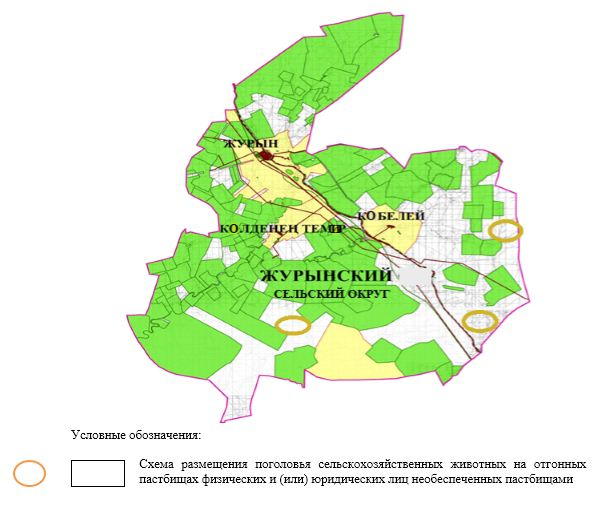 ЖУРЫН
КОБЕЛЕЙ
КОЛДЕНЕН ТЕМИР
ЖУРЫНСКИЙ
СЕЛЬСКИЙ ОКРУГ
Условные обозначения:
Схема размещения поголовья сельскохозяйственных животных на отгонных
пастбищах физических и (или) юридических лиц необеспеченных пастбищами